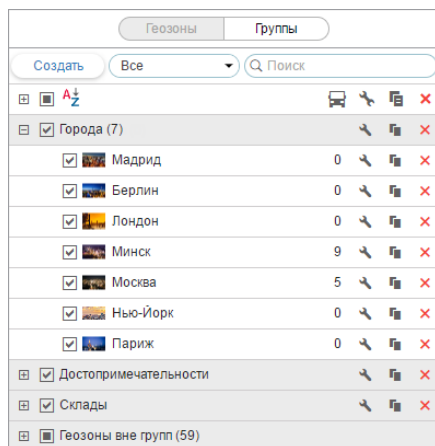 Геозоны Группы
Создать Все Поиск
A Z
Города (7)
Мадрид 0
Берлин 0
Лондон 0
Минск 9
Москва 5
Нью-Йорк 0
Париж 0
Достопримечательности
Склады
Геозоны вне групп (59)